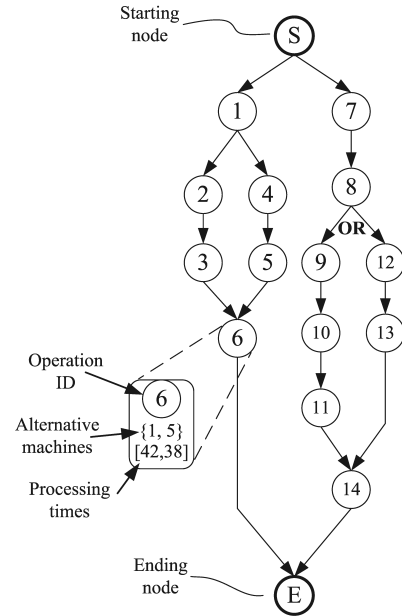 Starting
node
S
1
7
2
4
8
OR
3
5
9
12
6
10
13
Operation
ID
6
Alternative
machines
{1, 5}
[42,38]
11
Processing
times
14
Ending
node
E